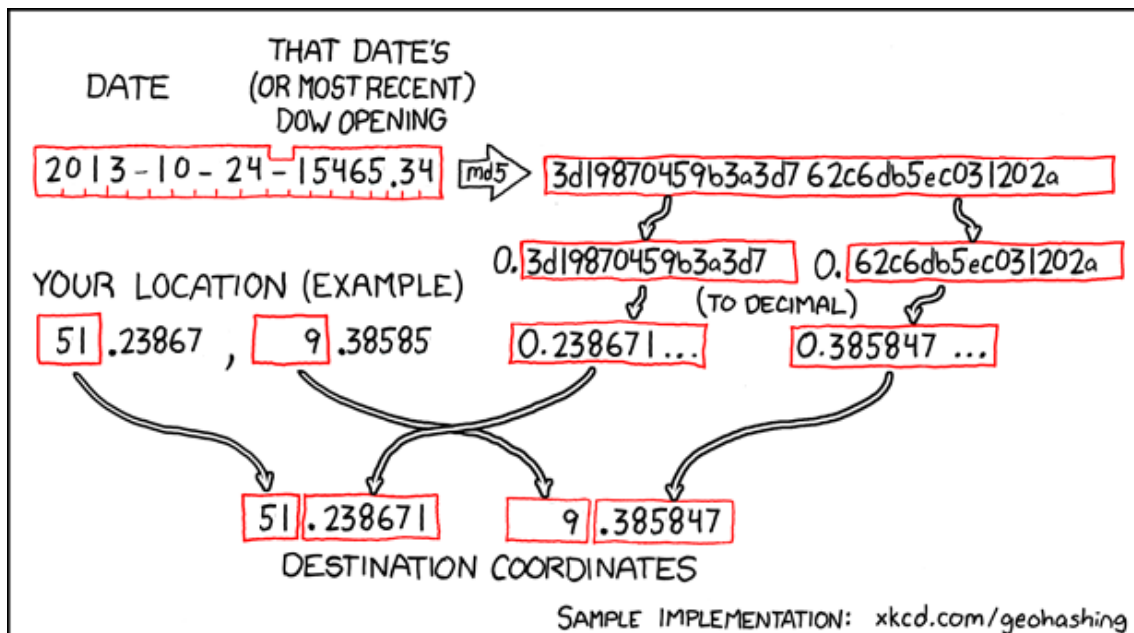 DATE
THAT DATE'S
(OR MOST RECENT)
DOW OPENING
2013-10-24-15465.34
md5
3d19870459b3a3d762c6db5ec031202a
0.3d19870459b3a3d7
0.62c6db5ec031202a
YOUR LOCATION (EXAMPLE)
(TO DECIMAL)
51.23867, 9.38585
0.238671...
0.385847...
51.238671
9.385847
DESTINATION COORDINATES
SAMPLE IMPLEMENTATION: xkcd.com/geohashing